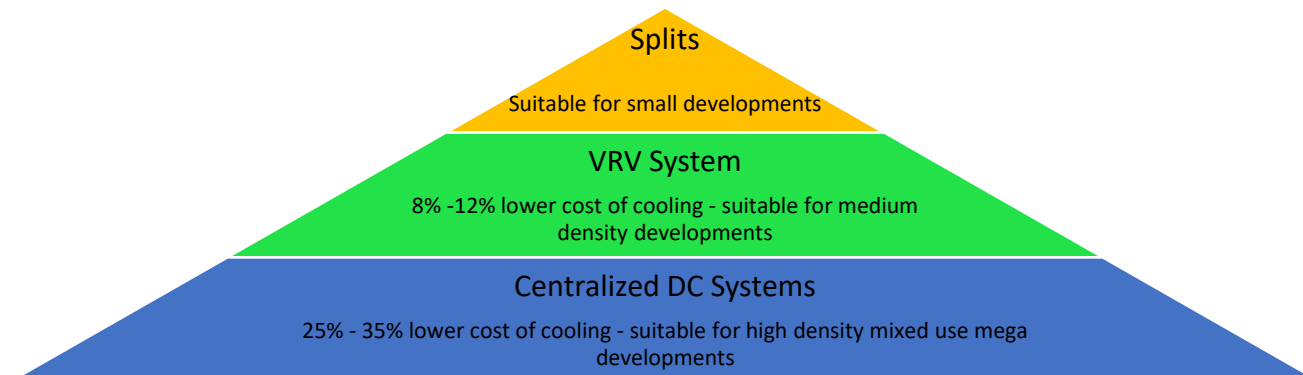 Splits
Suitable for small developments
VRV System
8% -12% lower cost of cooling - suitable for medium
density developments
Centralized DC Systems
25% - 35% lower cost of cooling - suitable for high density mixed use mega
developments